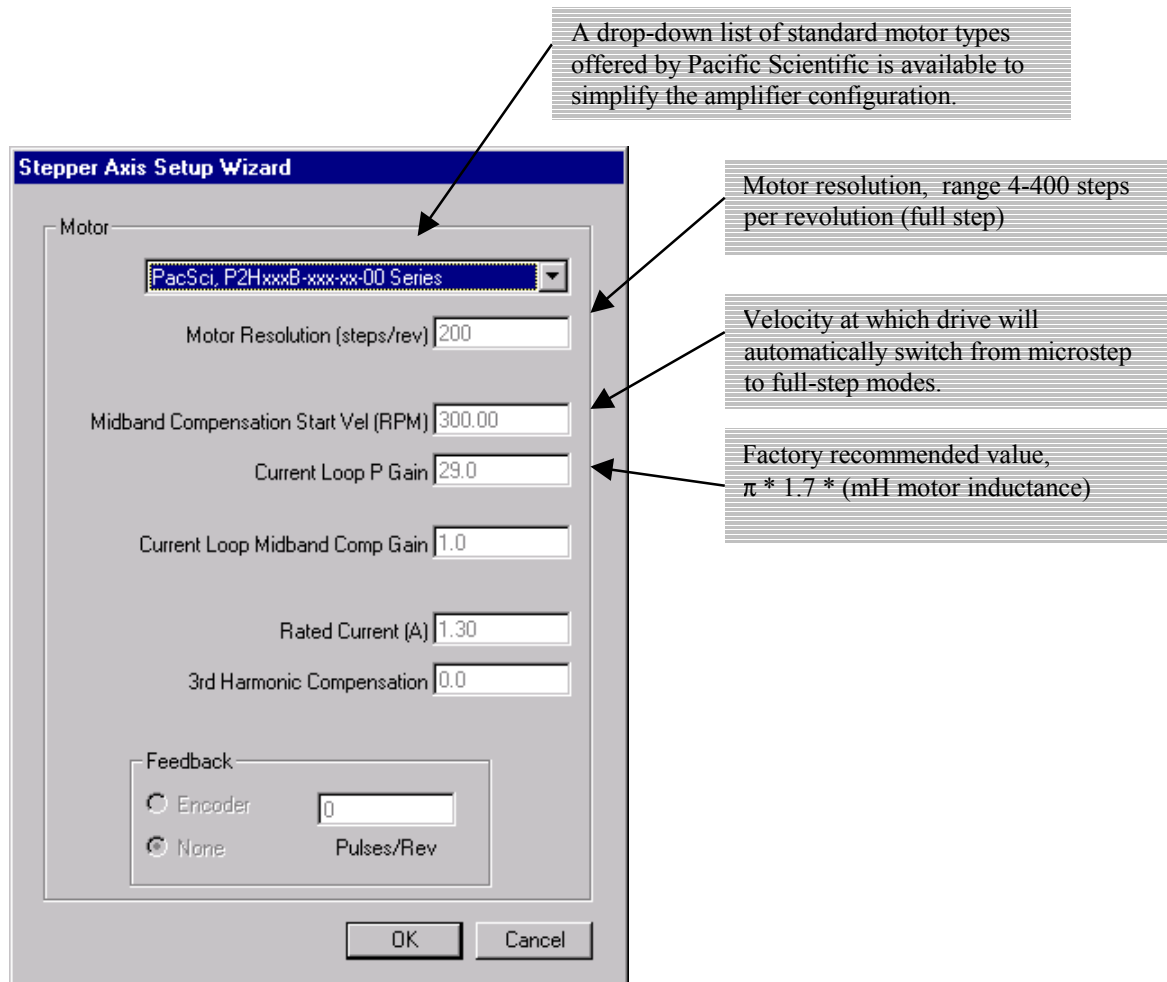 A drop-down list of standard motor types
offered by Pacific Scientific is available to
simplify the amplifier configuration.
Stepper Axis Setup Wizard
Motor
PacSci, P2HxxxB-xxx-xx-00 Series
Motor Resolution (steps/rev) 200
Motor resolution, range 4-400 steps
per revolution (full step)
Midband Compensation Start Vel (RPM) 300.00
Velocity at which drive will
automatically switch from microstep
to full-step modes.
Current Loop P Gain 29.0
Factory recommended value,
π * 1.7 * (mH motor inductance)
Current Loop Midband Comp Gain 1.0
Rated Current (A) 1.30
3rd Harmonic Compensation 0.0
Feedback
Encoder 0
None Pulses/Rev
OK Cancel